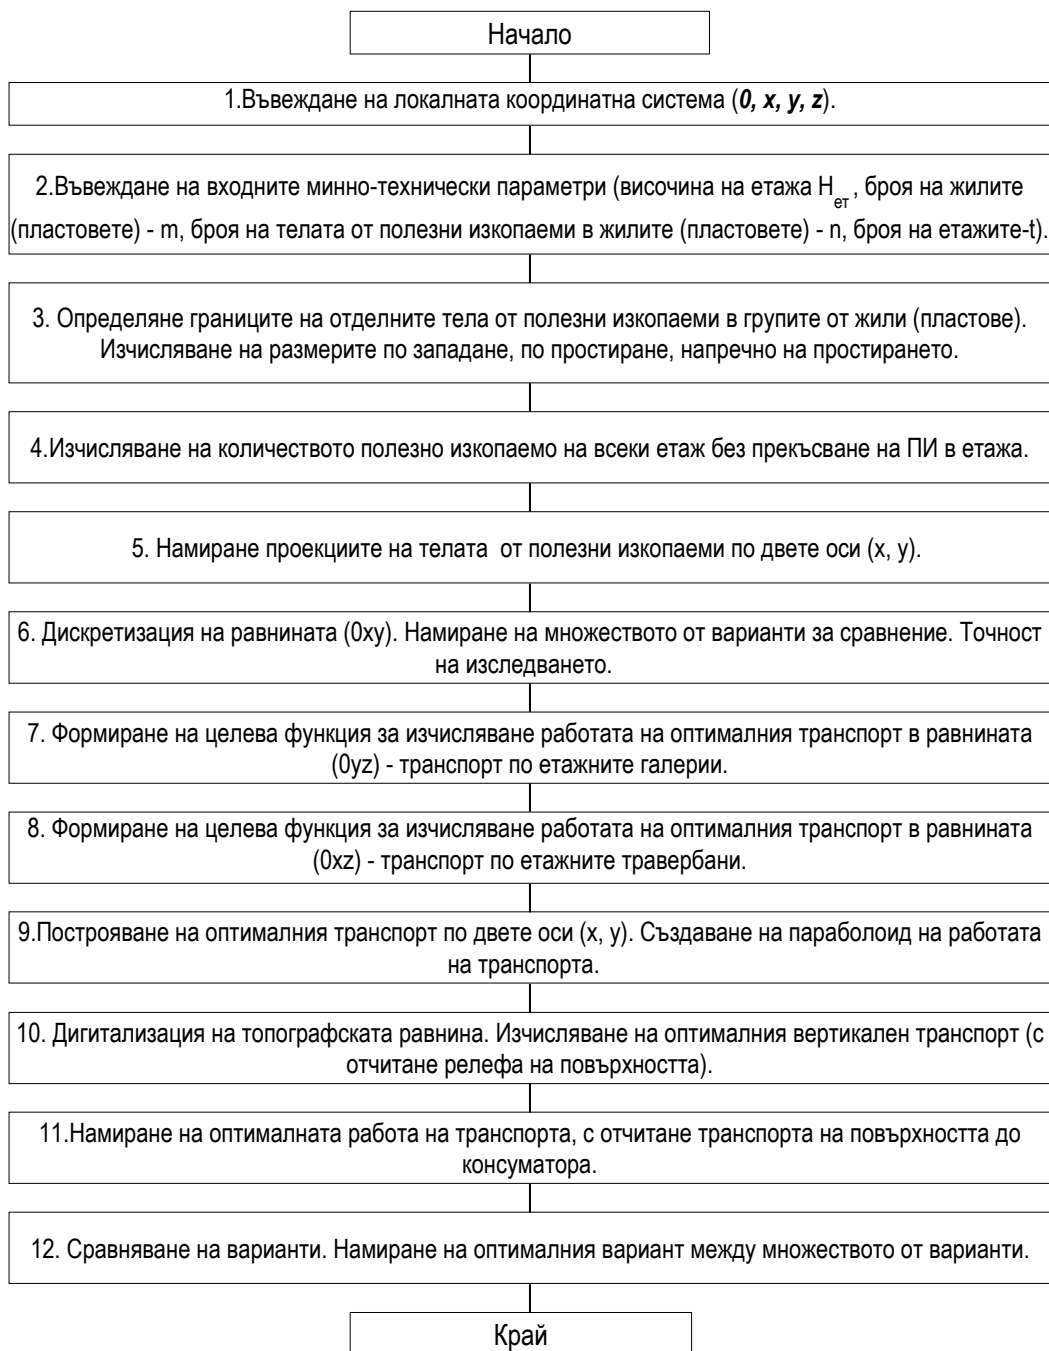 Начало
1.Въвеждане на локалната координатна система (0, x, y, z).
2.Въвеждане на входните минно-технически параметри (височина на етажа Hет , броя на жилите
(пластовете) - m, броя на телата от полезни изкопаеми в жилите (пластовете) - n, броя на етажите-t).
3. Определяне границите на отделните тела от полезни изкопаеми в групите от жили (пластове).
Изчисляване на размерите по западане, по простиране, напречно на простирането.
4.Изчисляване на количеството полезно изкопаемо на всеки етаж без прекъсване на ПИ в етажа.
5. Намиране проекциите на телата от полезни изкопаеми по двете оси (x, y).
6. Дискретизация на равнината (0xy). Намиране на множеството от варианти за сравнение. Точност
на изследването.
7. Формиране на целева функция за изчисляване работата на оптималния транспорт в равнината
(0yz) - транспорт по етажните галерии.
8. Формиране на целева функция за изчисляване работата на оптималния транспорт в равнината
(0xz) - транспорт по етажните травербани.
9.Построяване на оптималния транспорт по двете оси (x, y). Създаване на параболоид на работата
на транспорта.
10. Дигитализация на топографската равнина. Изчисляване на оптималния вертикален транспорт (с
отчитане релефа на повърхността).
11.Намиране на оптималната работа на транспорта, с отчитане транспорта на повърхността до
консуматора.
12. Сравняване на варианти. Намиране на оптималния вариант между множеството от варианти.
Край